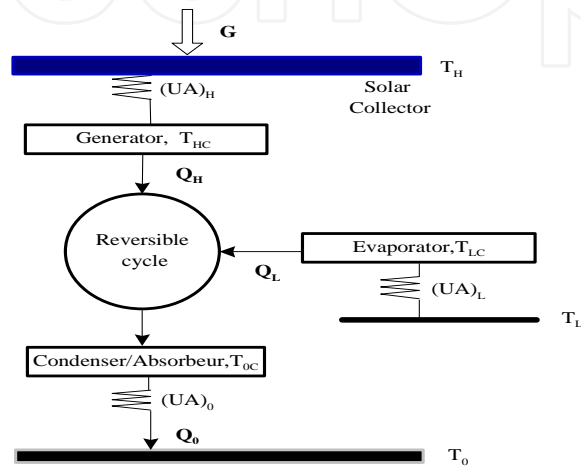 G
T_H
(UA)_H
Solar
Collector
Generator, T_HC
Q_H
Reversible
cycle
Evaporator,T_LC
Q_L
(UA)_L
T_L
Condenser/Absorbeur,T_0C
(UA)_0
Q_0
T_0